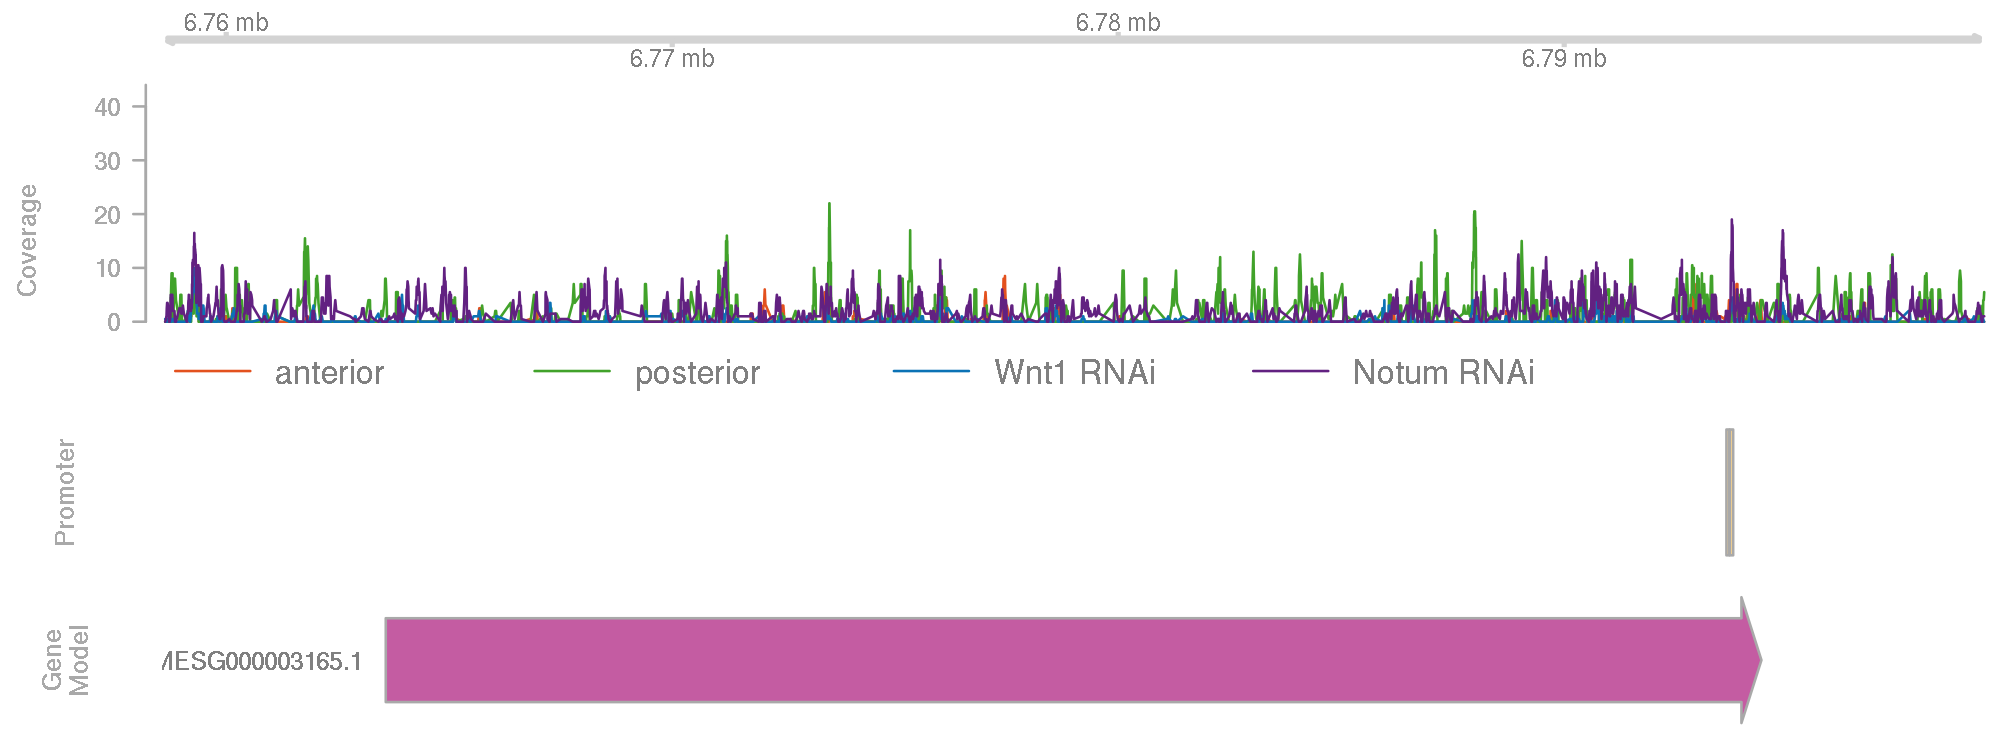 6.76 mb
6.78 mb
6.77 mb
6.79 mb
Coverage
40
30
20
10
0
anterior posterior Wnt1 RNAi Notum RNAi
Promoter
Gene
Model
ESG000003165.1